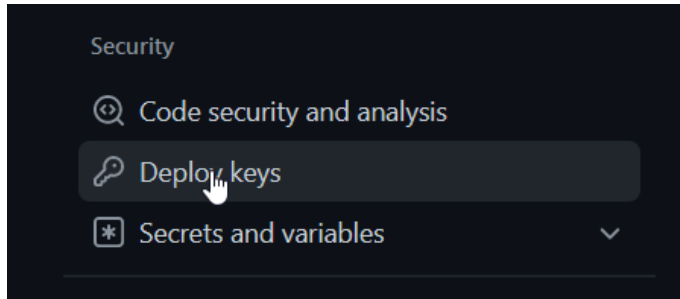 Security
Code security and analysis
Deploy keys
Secrets and variables